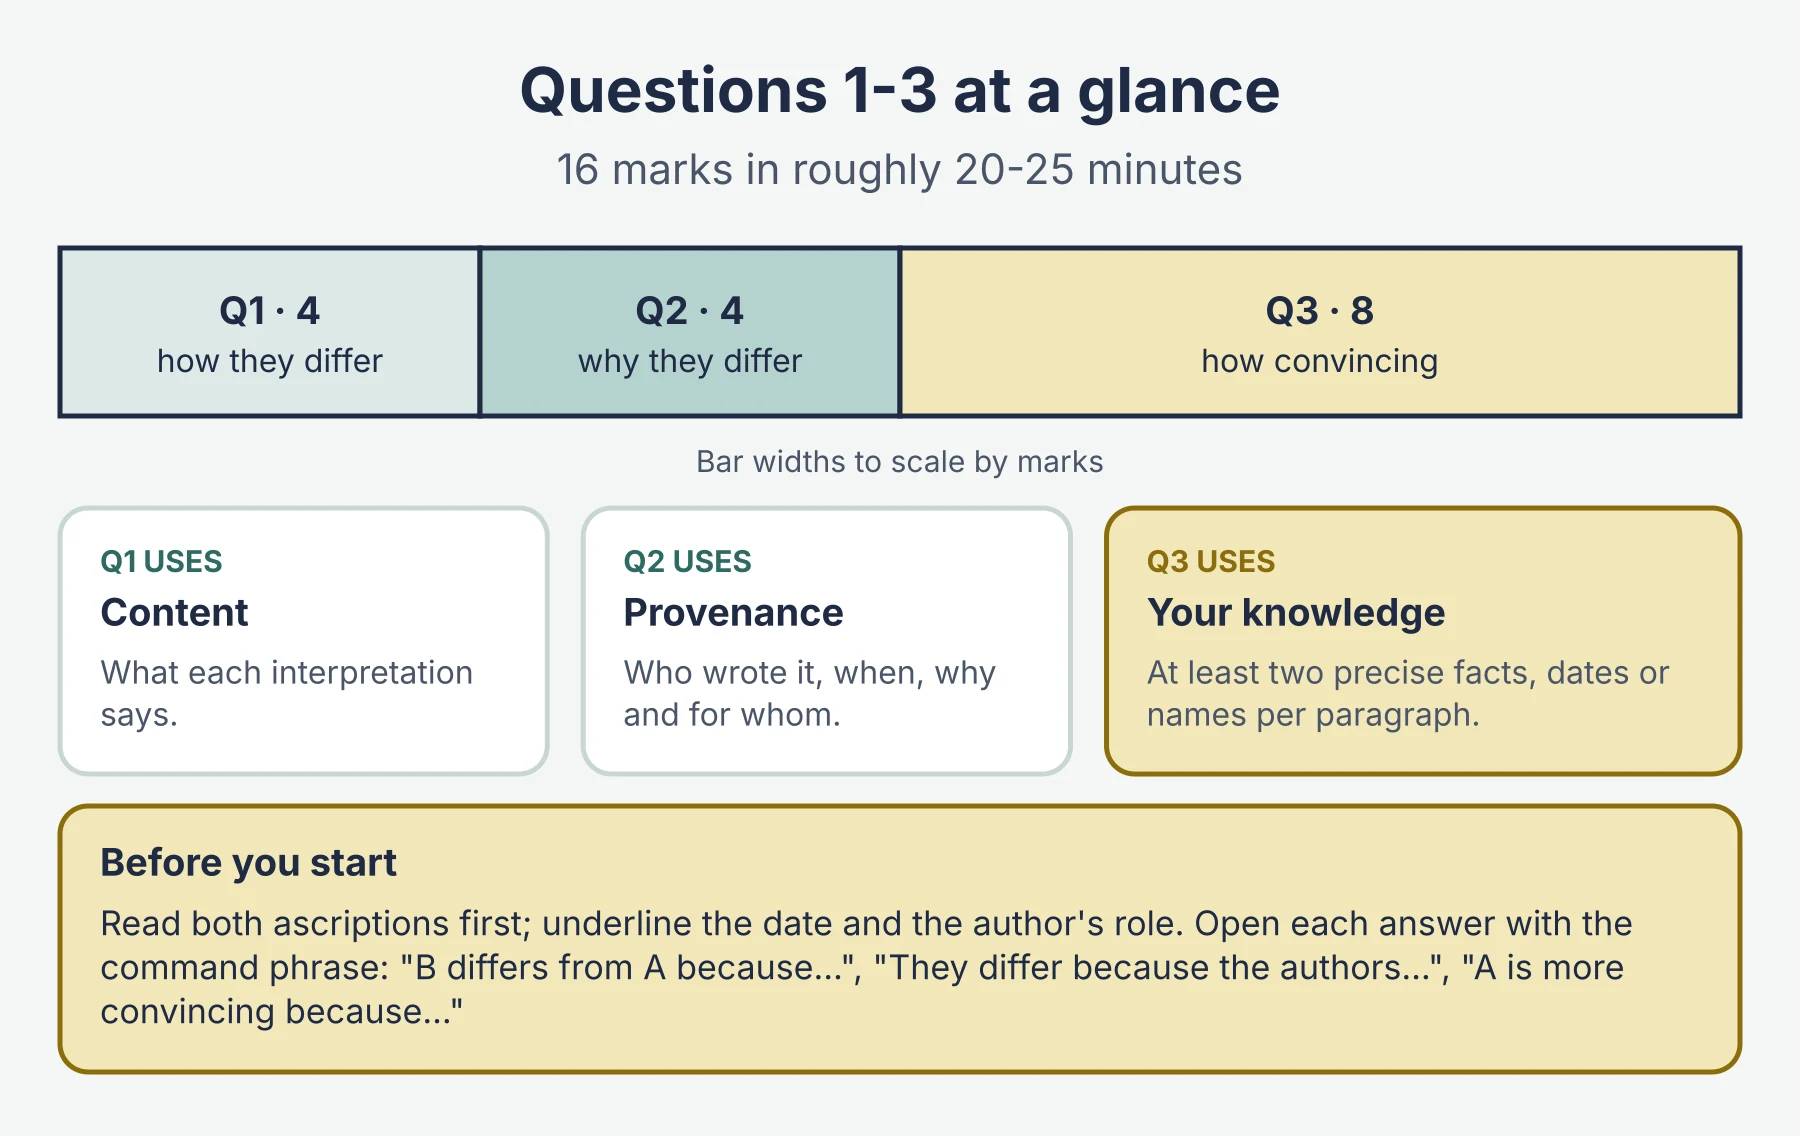 Questions 1-3 at a glance
16 marks in roughly 20-25 minutes
Q1 · 4
how they differ
Q2 · 4
why they differ
Q3 · 8
how convincing
Bar widths to scale by marks
Q1 USES
Content
What each interpretation
says.
Q2 USES
Provenance
Who wrote it, when, why
and for whom.
Q3 USES
Your knowledge
At least two precise facts, dates or
names per paragraph.
Before you start
Read both ascriptions first; underline the date and the author's role. Open each answer with the
command phrase: "B differs from A because...", "They differ because the authors...", "A is more
convincing because..."